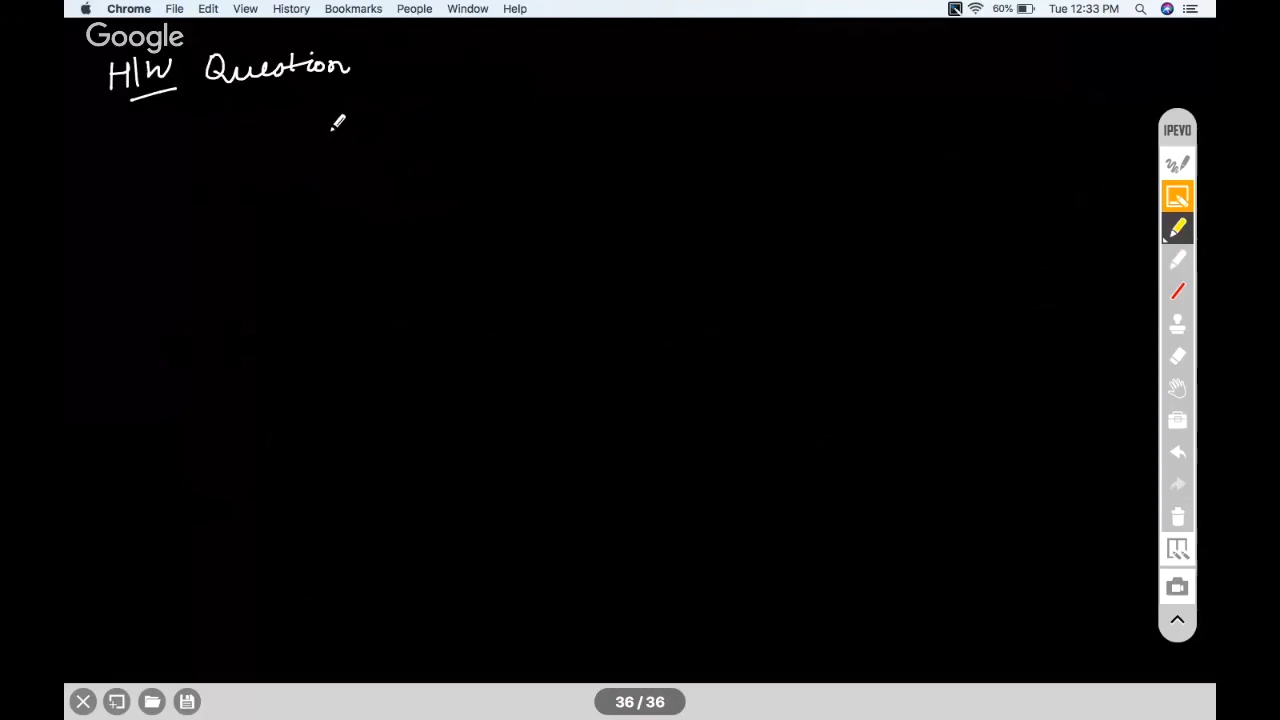 Chrome File Edit View History Bookmarks People Window Help 60% Tue 12:33 PM
Google
H/W Question
IPEVO
36 / 36